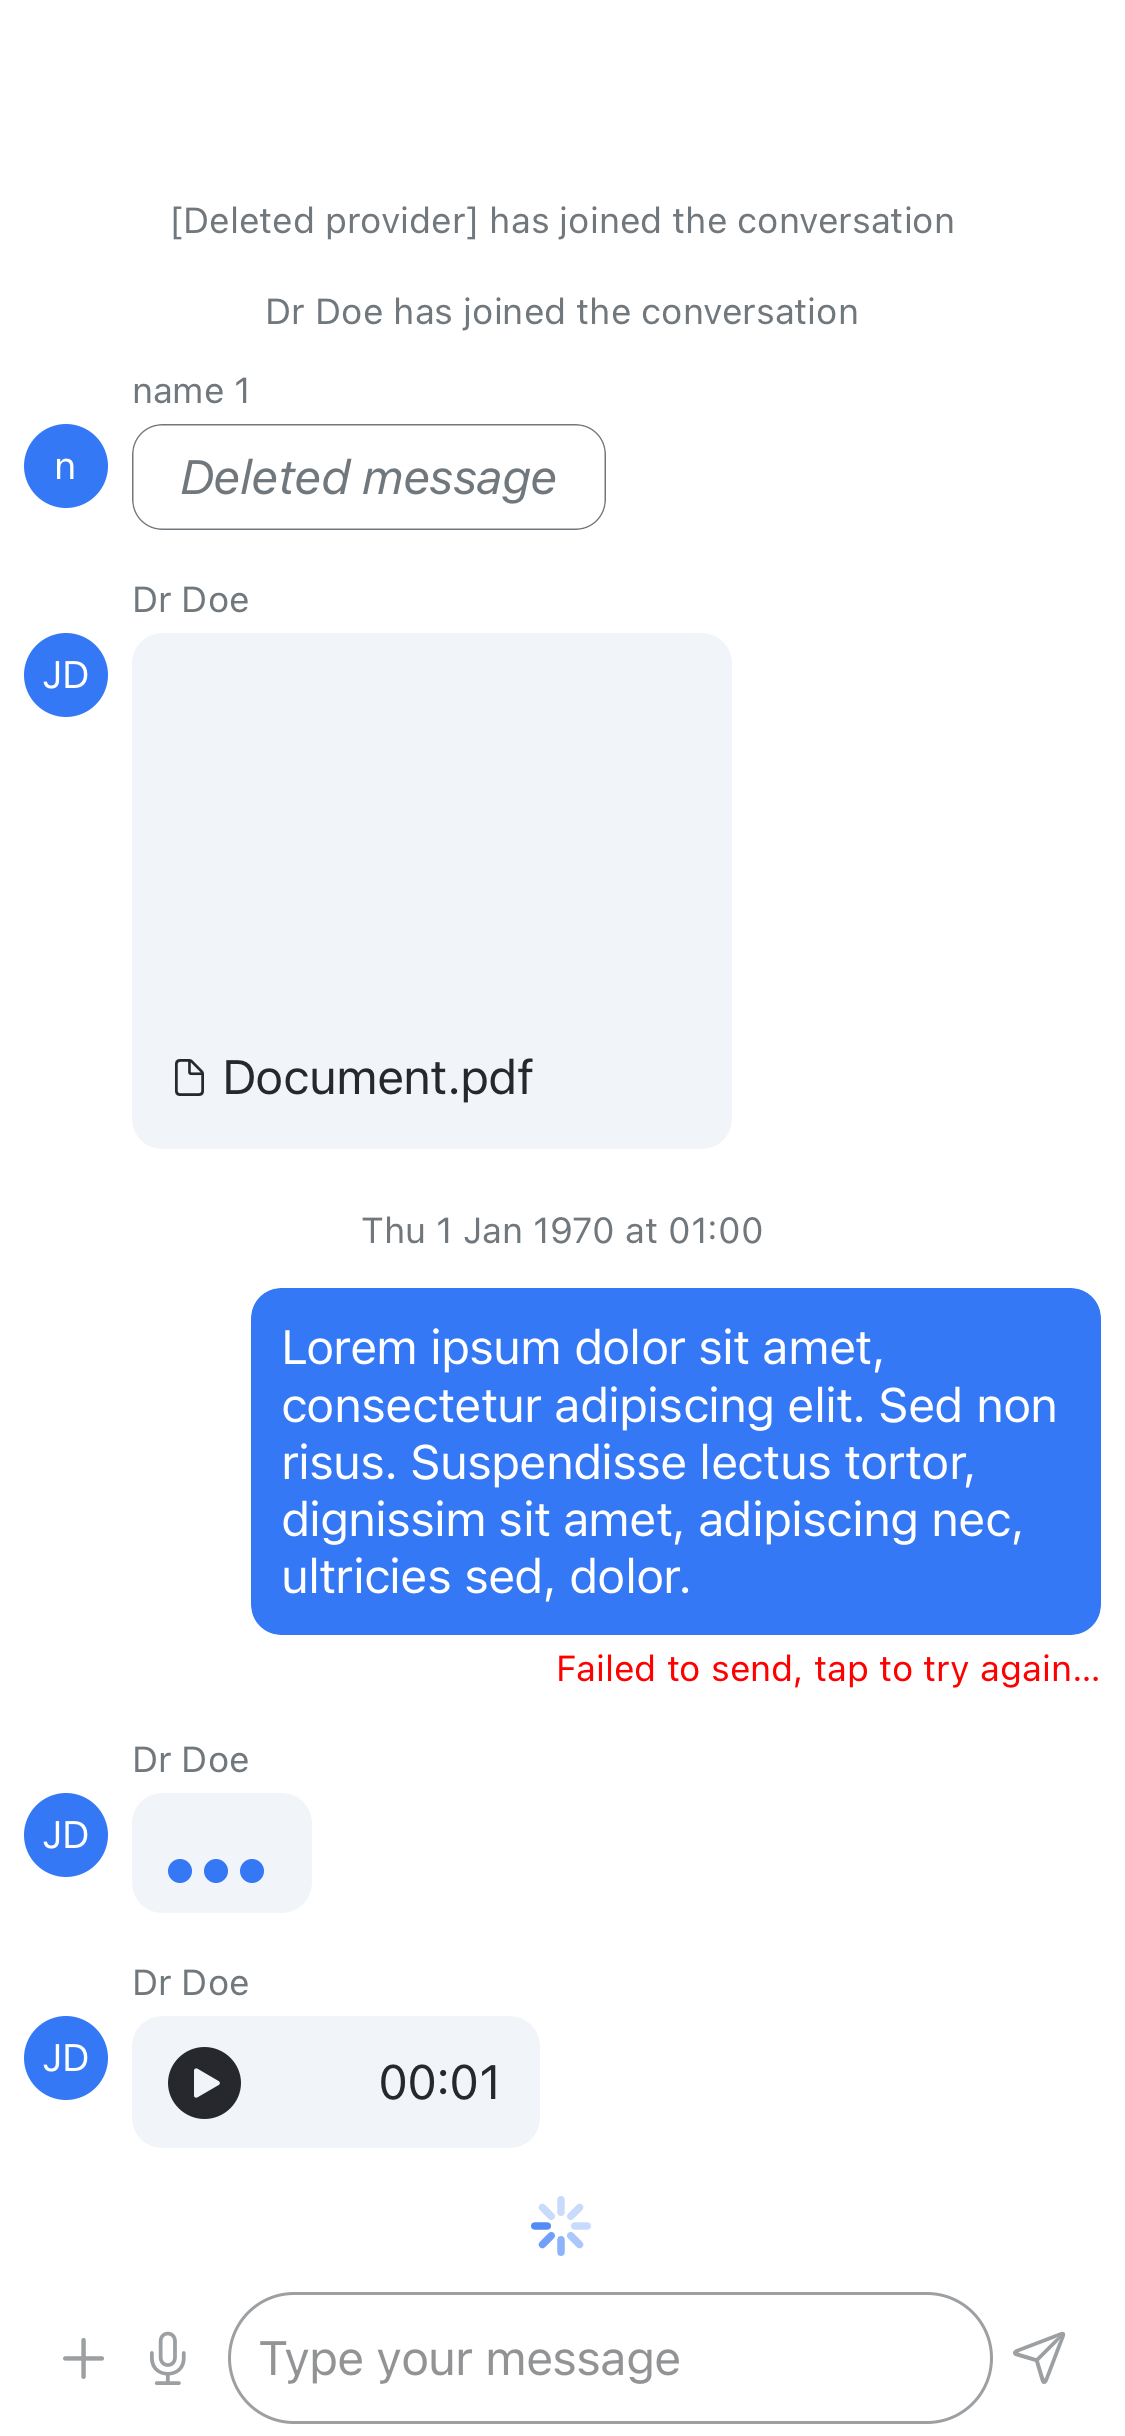 [Deleted provider] has joined the conversation
Dr Doe has joined the conversation
name 1
n
Deleted message
Dr Doe
JD
Document.pdf
Thu 1 Jan 1970 at 01:00
Lorem ipsum dolor sit amet,
consectetur adipiscing elit. Sed non
risus. Suspendisse lectus tortor,
dignissim sit amet, adipiscing nec,
ultricies sed, dolor.
Failed to send, tap to try again...
Dr Doe
JD
Dr Doe
JD
00:01
Type your message